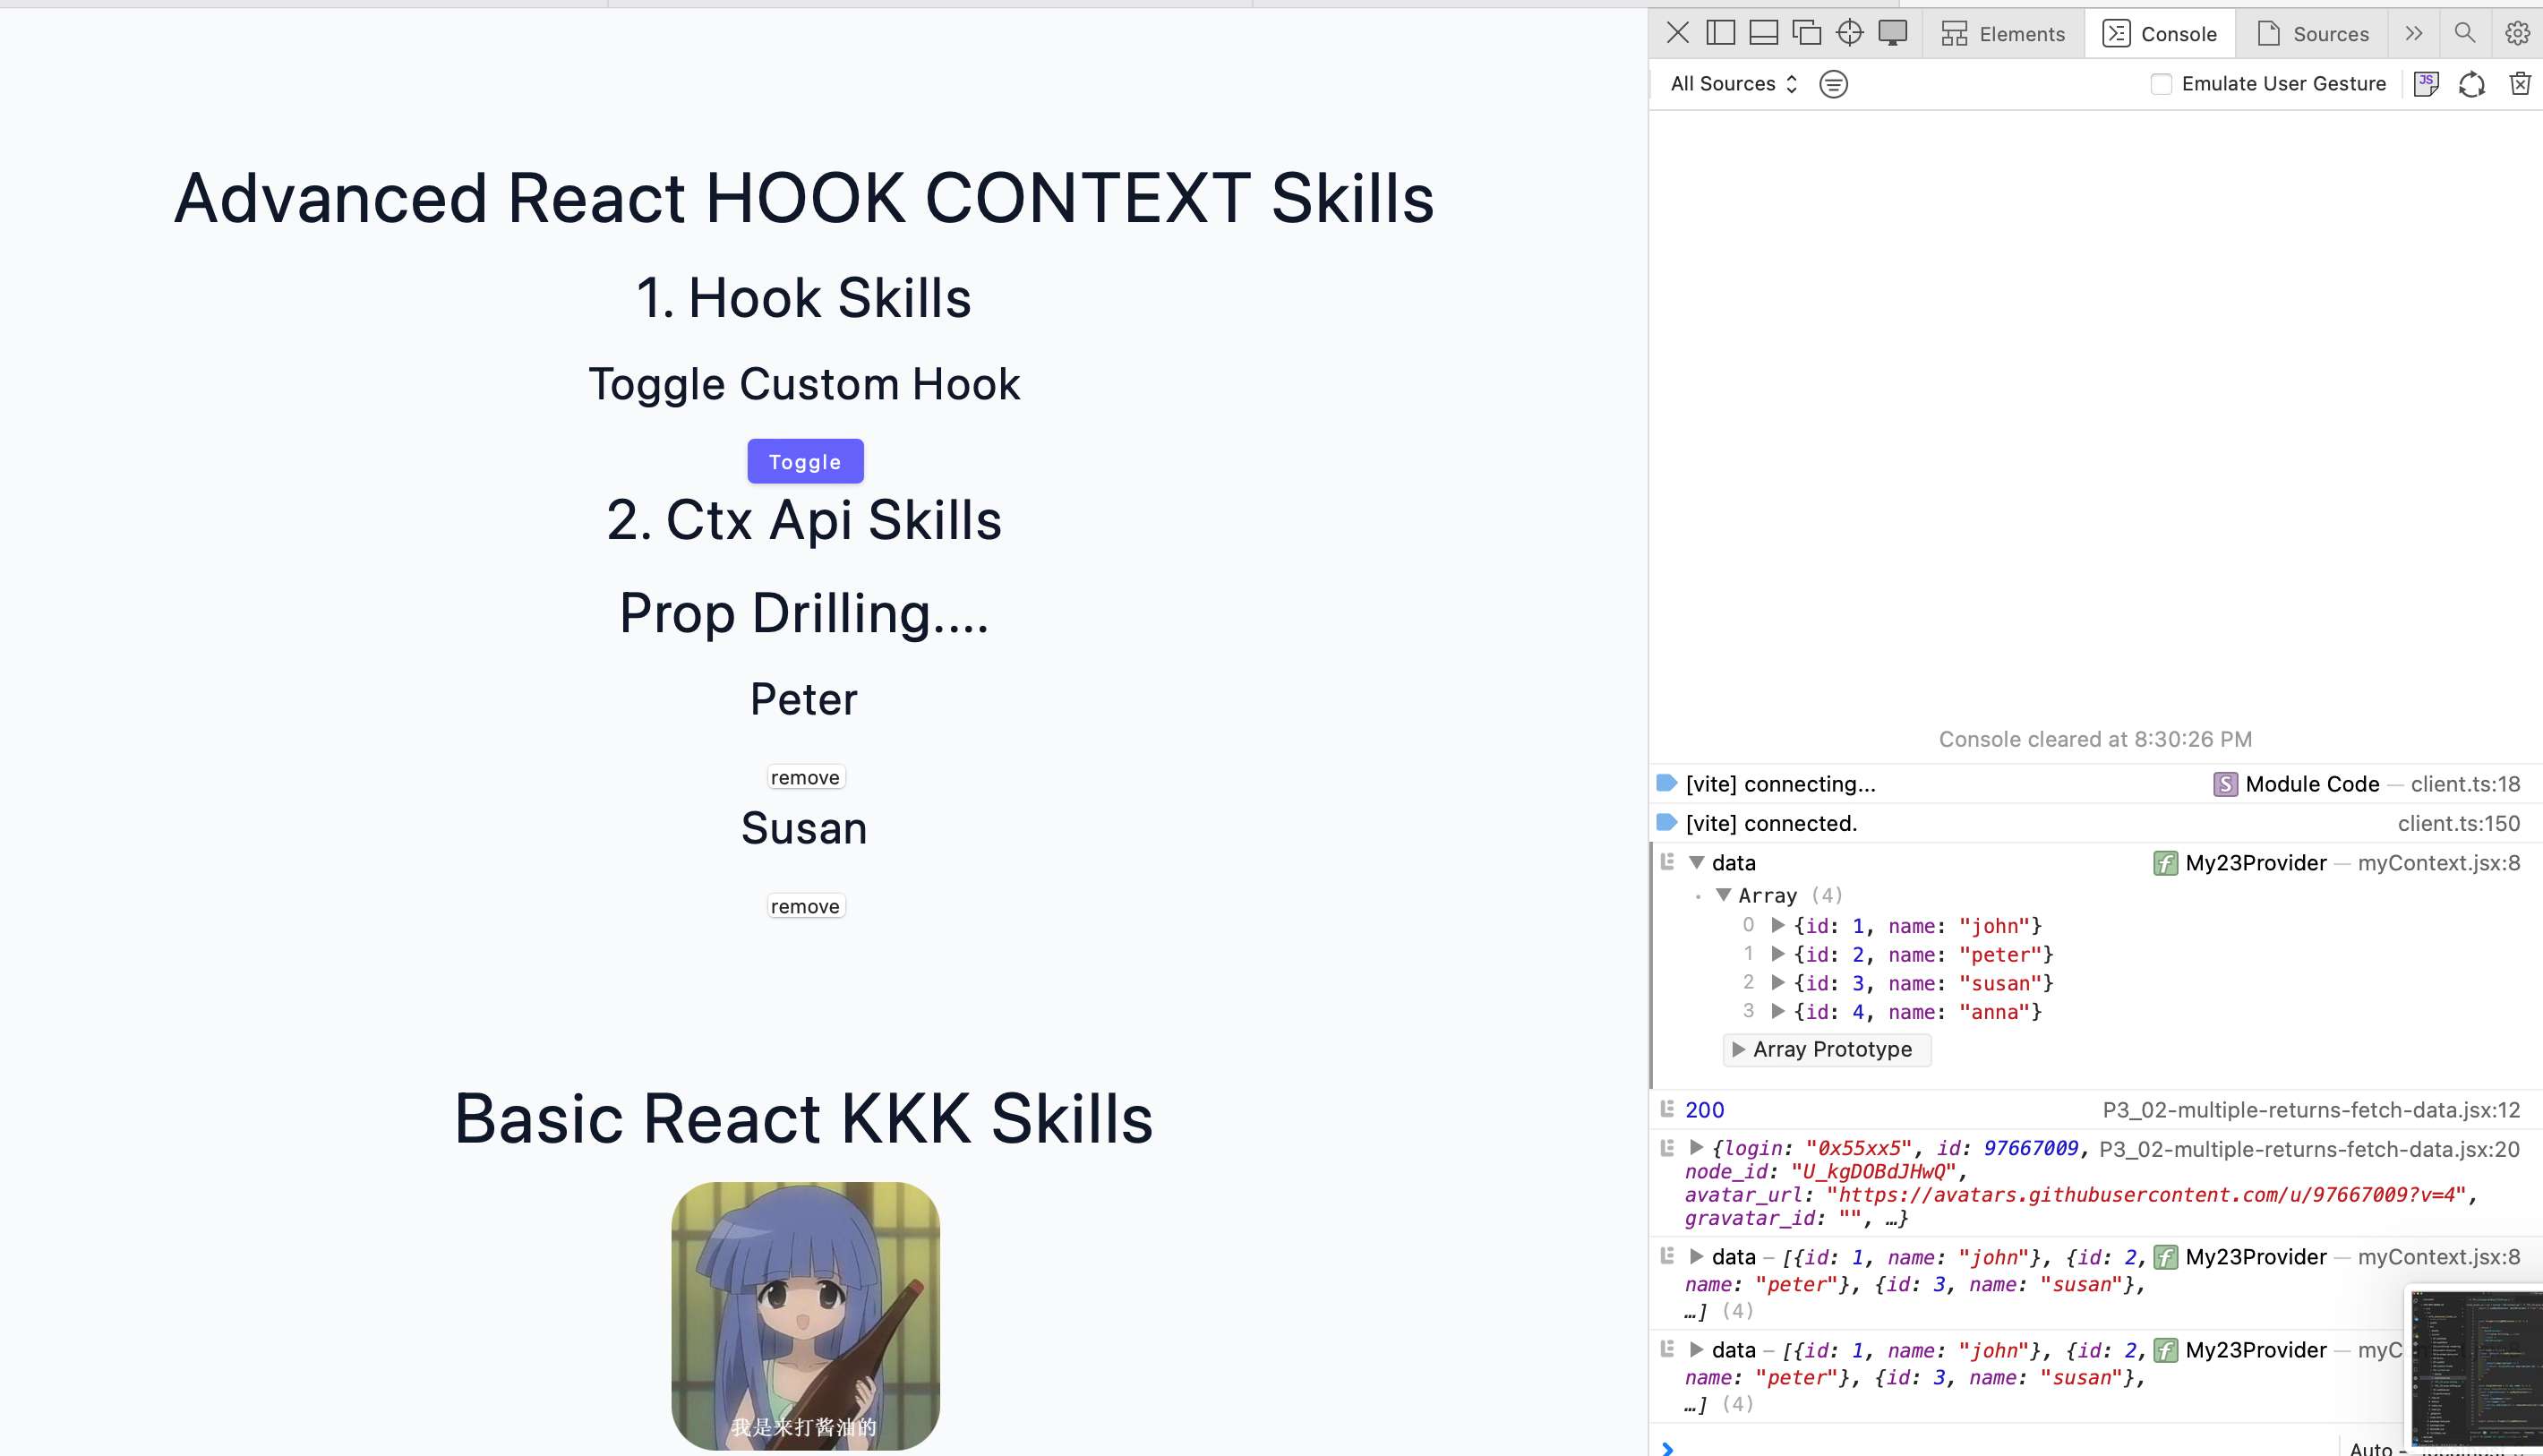 Elements
Console
Sources
All Sources
Emulate User Gesture
JS
Advanced React HOOK CONTEXT Skills
1. Hook Skills
Toggle Custom Hook
Toggle
2. Ctx Api Skills
Prop Drilling....
Peter
remove
Susan
remove
Basic React KKK Skills
我是来打酱油的
Console cleared at 8:30:26 PM
[vite] connecting... S Module Code — client.ts:18
[vite] connected. client.ts:150
data f My23Provider — myContext.jsx:8
Array (4)
0 {id: 1, name: "john"}
1 {id: 2, name: "peter"}
2 {id: 3, name: "susan"}
3 {id: 4, name: "anna"}
Array Prototype
200 P3_02-multiple-returns-fetch-data.jsx:12
{login: "0x55xx5", id: 97667009, P3_02-multiple-returns-fetch-data.jsx:20
node_id: "U_kgDOBdJHwQ",
avatar_url: "https://avatars.githubusercontent.com/u/97667009?v=4",
gravatar_id: "", …}
data – [{id: 1, name: "john"}, {id: 2, f My23Provider — myContext.jsx:8
name: "peter"}, {id: 3, name: "susan"},
…] (4)
data – [{id: 1, name: "john"}, {id: 2, f My23Provider — myC
name: "peter"}, {id: 3, name: "susan"},
…] (4)
Auto